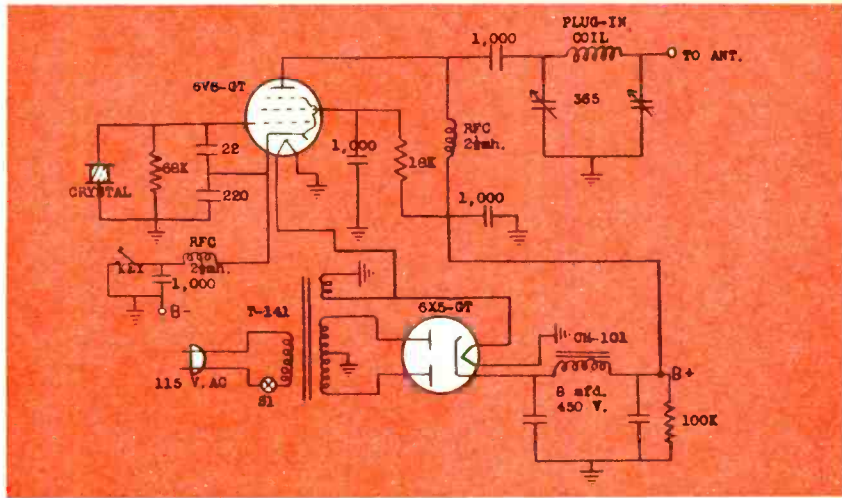 PLUG-IN
COIL
1,000
TO ANT.
6V6-GT
365
22
RFC
2½mh.
68K
1,000
18K
CRYSTAL
220
1,000
RFC
2½mh.
KEY
1,000
B-
T-141
6X5-GT
CH-101
B+
115 V.AC
8 mfd.
450 V.
S1
100K